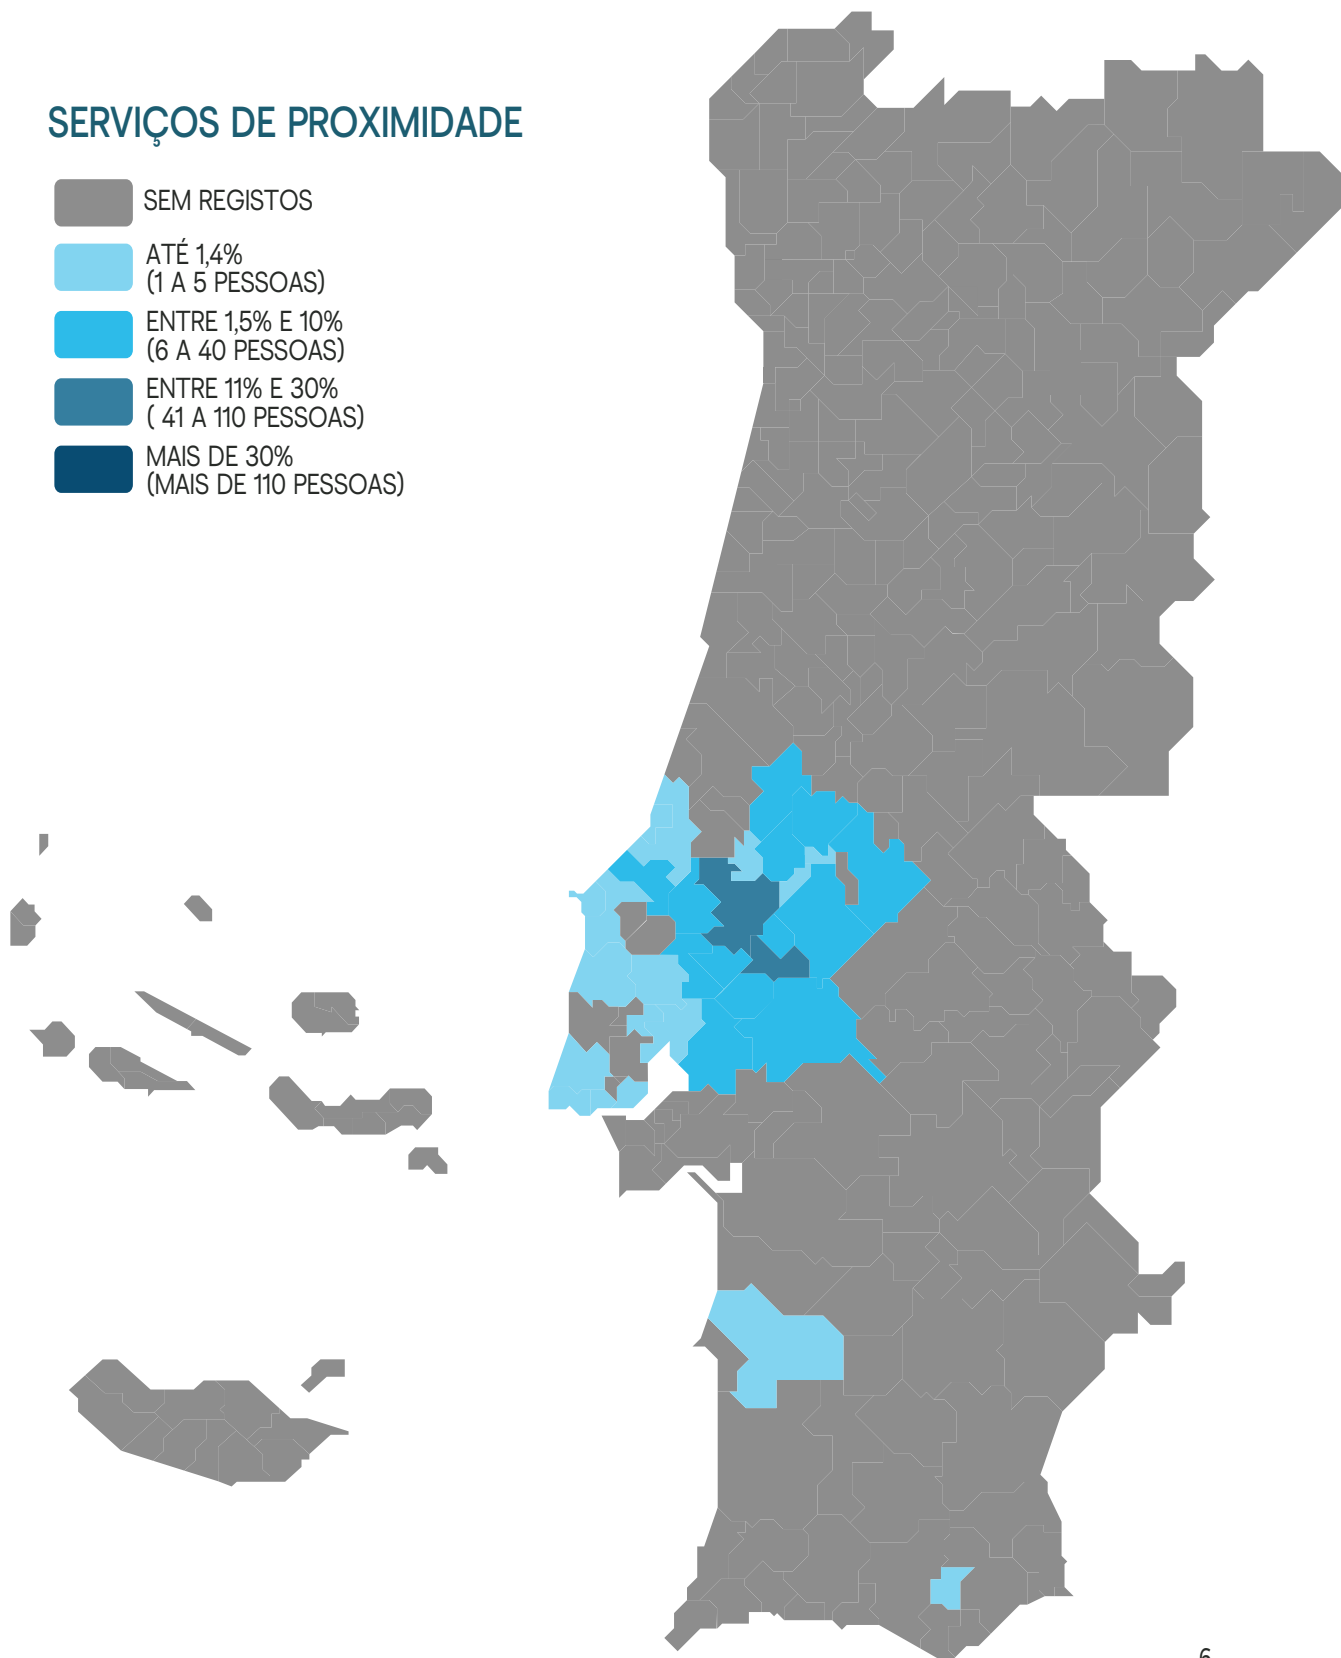 SERVIÇOS DE PROXIMIDADE
SEM REGISTOS
ATÉ 1,4%
(1 A 5 PESSOAS)
ENTRE 1,5% E 10%
(6 A 40 PESSOAS)
ENTRE 11% E 30%
( 41 A 110 PESSOAS)
MAIS DE 30%
(MAIS DE 110 PESSOAS)
6